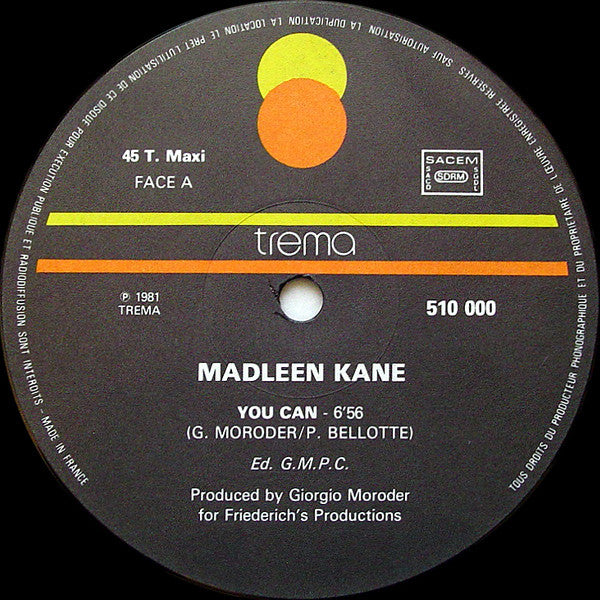 TOUS DROITS DU PRODUCTEUR PHONOGRAPHIQUE ET DU PROPRIETAIRE DE L'ŒUVRE ENREGISTREE RESERVES SAUF AUTORISATION LA DUPLICATION LA LOCATION LE PRET L'UTILISATION DE CE DISQUE POUR EXECUTION PUBLIQUE ET RADIODIFFUSION SONT INTERDITS - MADE IN FRANCE
45 T. Maxi
FACE A
SACEM
SACD
SDRM
SGDL
trema
℗ 1981
TREMA
510 000
MADLEEN KANE
YOU CAN - 6'56
(G. MORODER/P. BELLOTTE)
Ed. G.M.P.C.
Produced by Giorgio Moroder
for Friederich's Productions